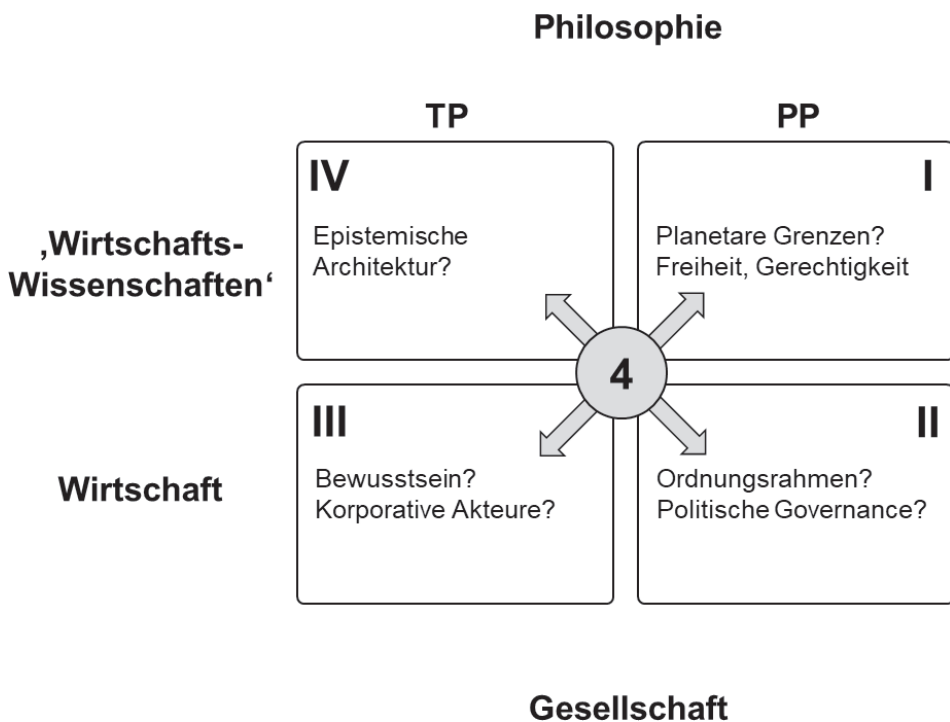 Philosophie
TP
PP
‚Wirtschafts-
Wissenschaften‘
IV
Epistemische
Architektur?
I
Planetare Grenzen?
Freiheit, Gerechtigkeit
4
Wirtschaft
III
Bewusstsein?
Korporative Akteure?
II
Ordnungsrahmen?
Politische Governance?
Gesellschaft